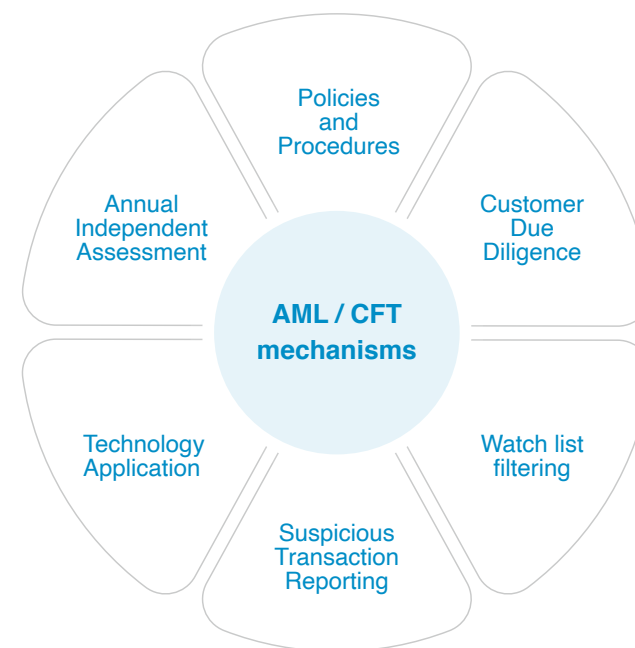 Policies
and
Procedures
Customer
Due
Diligence
Watch list
filtering
Suspicious
Transaction
Reporting
Technology
Application
Annual
Independent
Assessment
AML / CFT
mechanisms